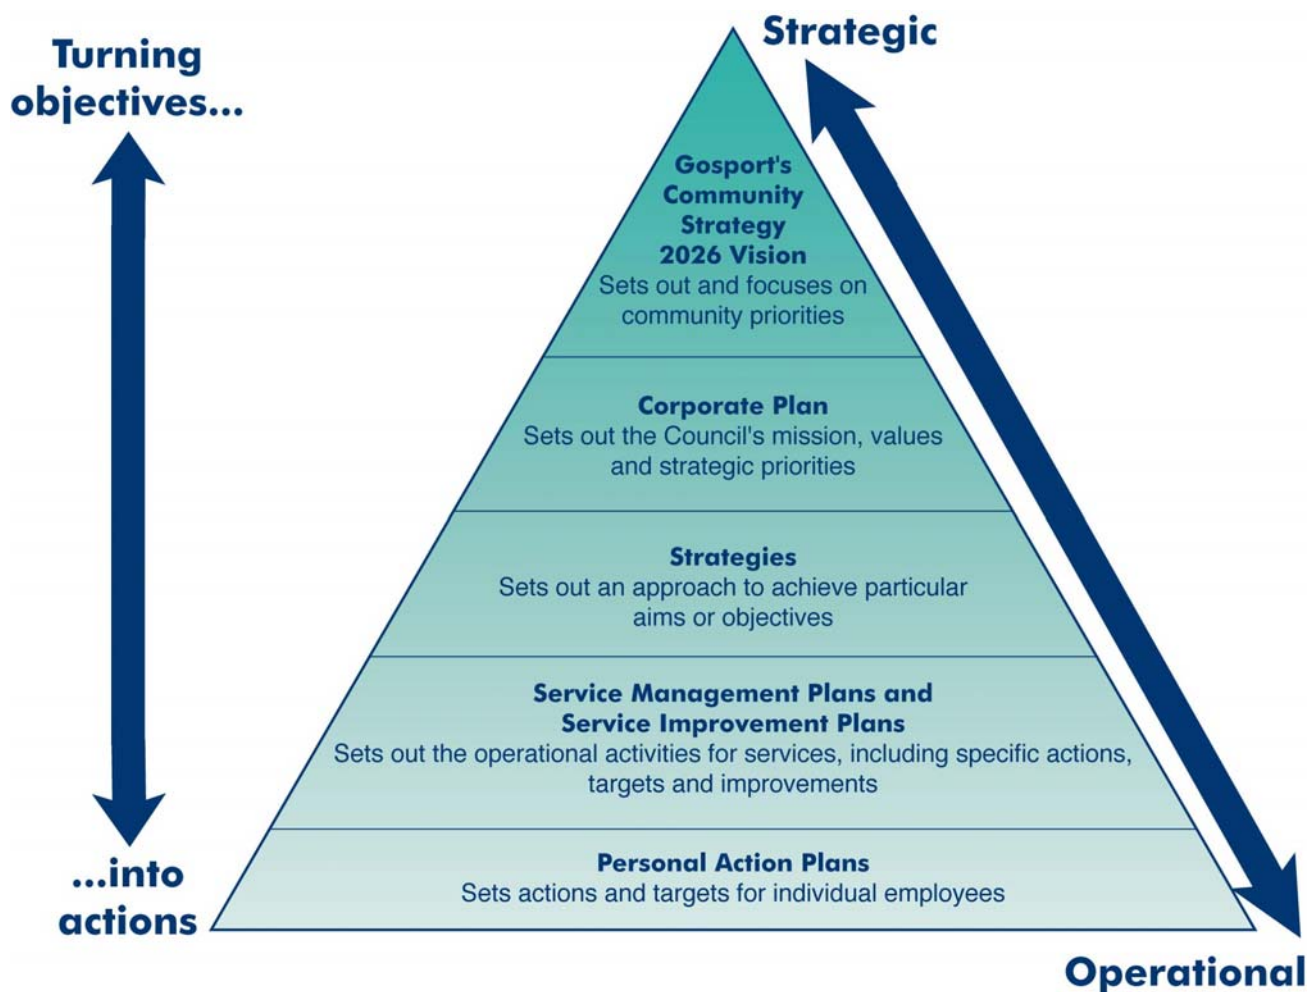 Turning
objectives...
Strategic
Gosport's
Community
Strategy
2026 Vision
Sets out and focuses on
community priorities
Corporate Plan
Sets out the Council's mission, values
and strategic priorities
Strategies
Sets out an approach to achieve particular
aims or objectives
Service Management Plans and
Service Improvement Plans
Sets out the operational activities for services, including specific actions,
targets and improvements
Personal Action Plans
Sets actions and targets for individual employees
...into
actions
Operational